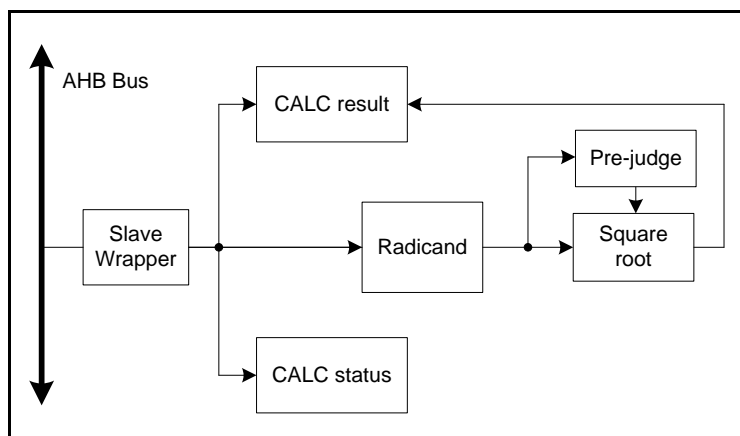 AHB Bus
CALC result
Pre-judge
Slave
Wrapper
Radicand
Square
root
CALC status